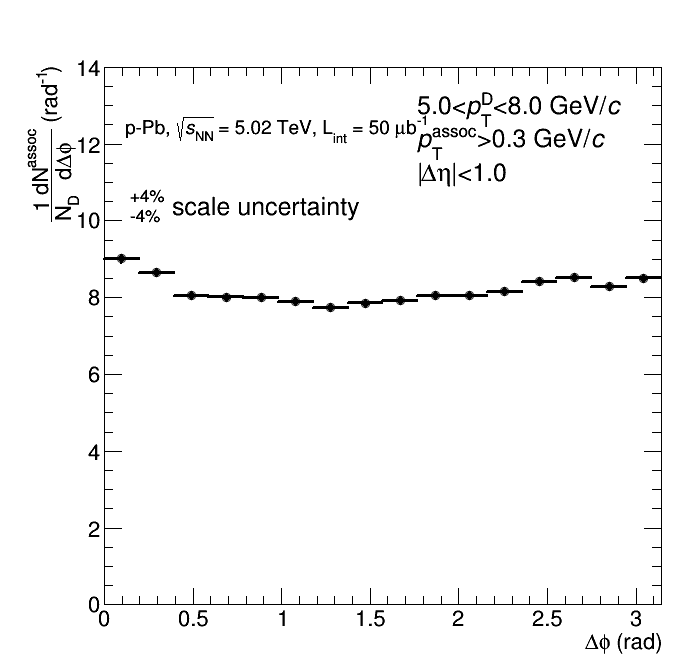 14
12
10
8
6
4
2
0
1 dN^assoc
N_D dΔϕ (rad⁻¹)
5.0<p_T^D<8.0 GeV/c
p-Pb, √s_NN = 5.02 TeV, L_int = 50 μb⁻¹
p_T^assoc>0.3 GeV/c
|Δη|<1.0
+4%
-4% scale uncertainty
0 0.5 1 1.5 2 2.5 3
Δϕ (rad)